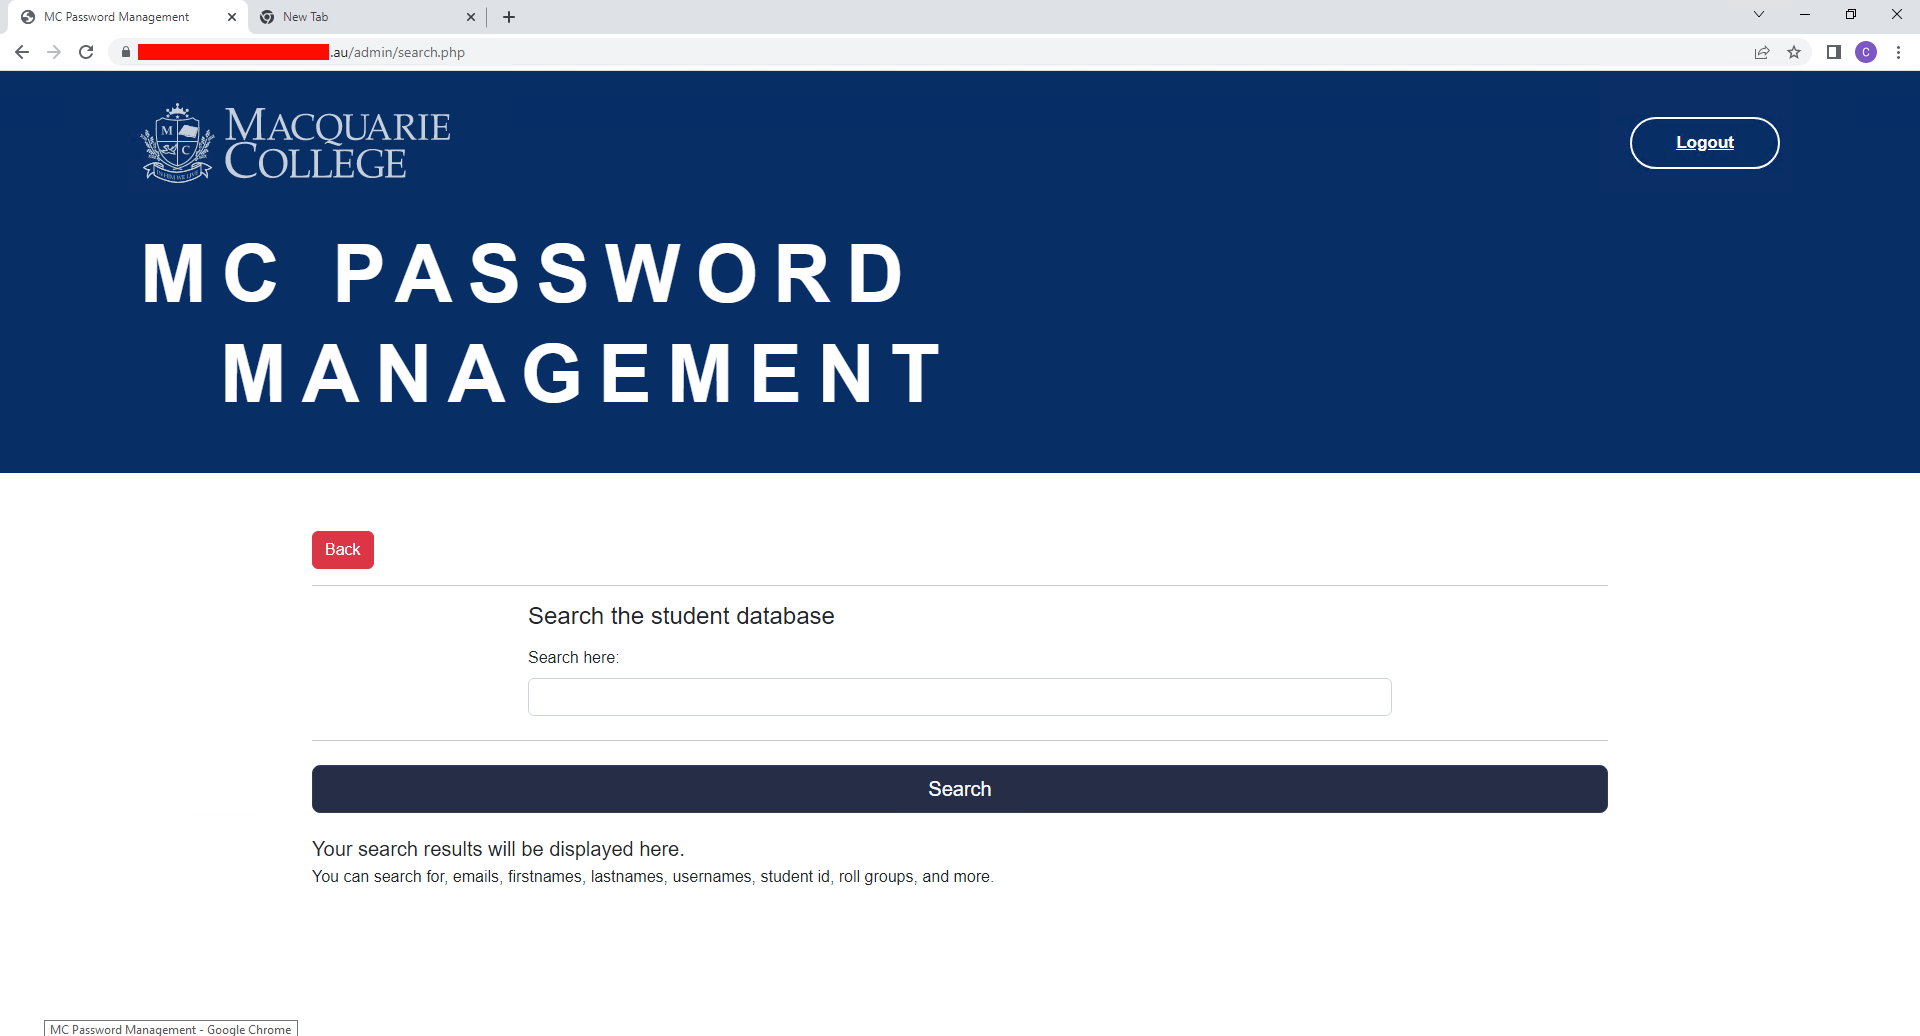 MC Password Management
New Tab
.au/admin/search.php
C
M
C
MACQUARIE
COLLEGE
Logout
MC PASSWORD
MANAGEMENT
Back
Search the student database
Search here:
Search
Your search results will be displayed here.
You can search for, emails, firstnames, lastnames, usernames, student id, roll groups, and more.
MC Password Management - Google Chrome